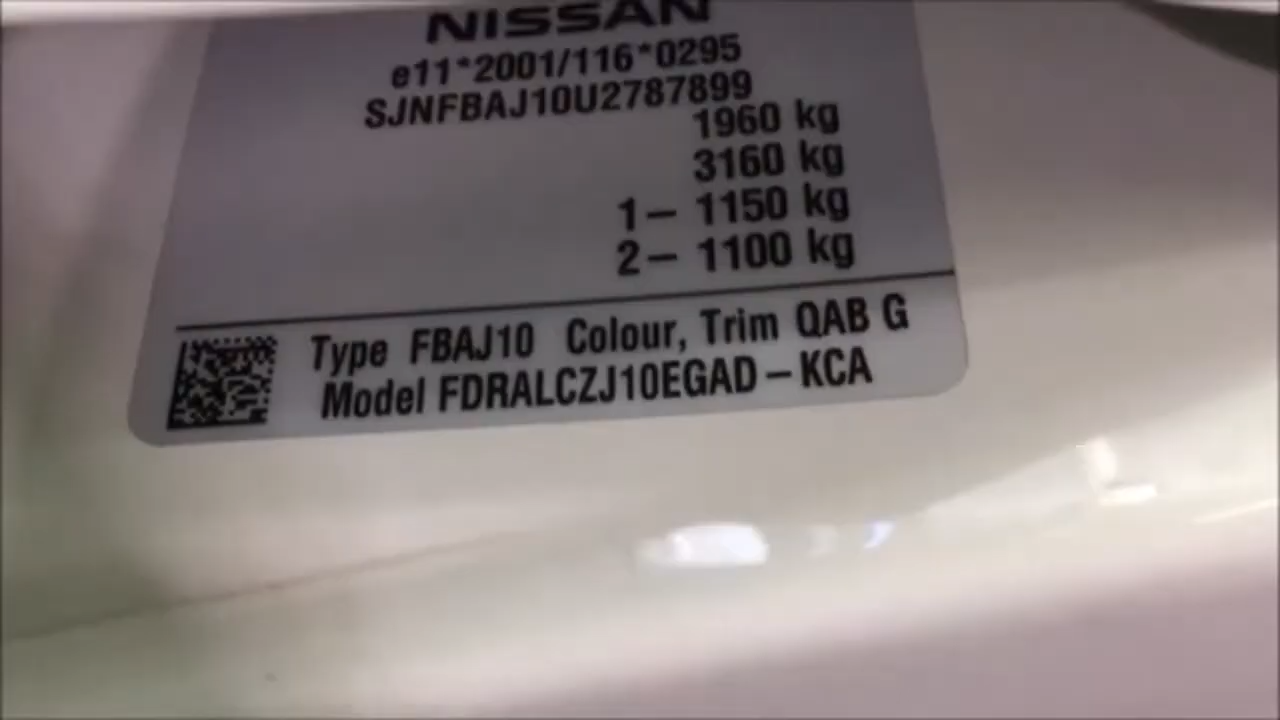 NISSAN
e11*2001/116*0295
SJNFBAJ10U2787899
1960 kg
3160 kg
1– 1150 kg
2– 1100 kg
Type FBAJ10 Colour, Trim QAB G
Model FDRALCZJ10EGAD – KCA